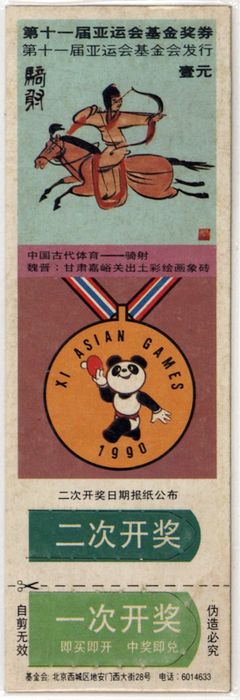 第十一届亚运会基金奖券
第十一届亚运会基金会发行
壹元
骑射
中国古代体育——骑射
魏晋：甘肃嘉峪关出土彩绘画象砖
XI ASIAN GAMES
1990
二次开奖日期报纸公布
二次开奖
自剪无效
一次开奖
即买即开 中奖即兑
伪造必究
基金会：北京西城区地安门西大街28号 电话：6014633